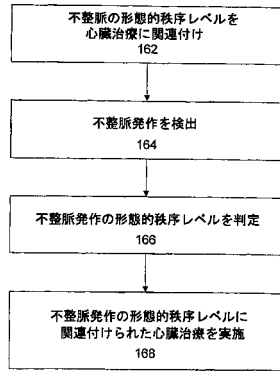 不整脈の形態的秩序レベルを
心臓治療に関連付け
162
不整脈発作を検出
164
不整脈発作の形態的秩序レベルを判定
166
不整脈発作の形態的秩序レベルに
関連付けられた心臓治療を実施
168